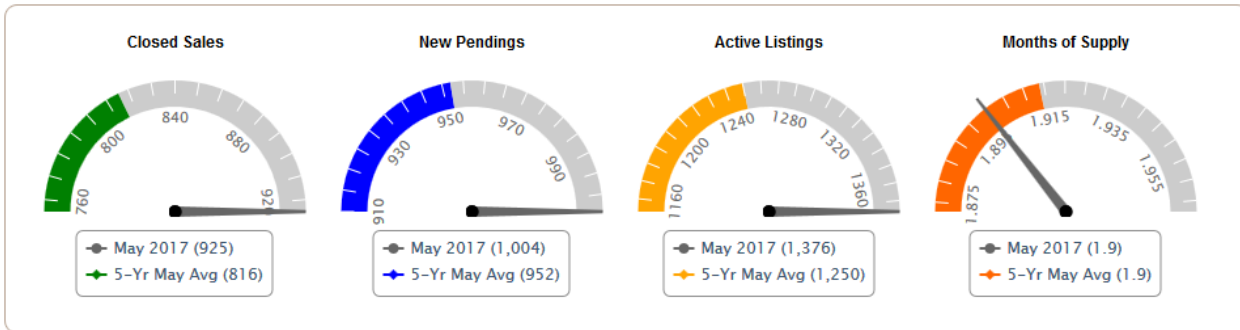 Closed Sales
760
800
840
880
920
May 2017 (925)
5-Yr May Avg (816)
New Pendings
910
930
950
970
990
May 2017 (1,004)
5-Yr May Avg (952)
Active Listings
1160
1200
1240
1280
1320
1360
May 2017 (1,376)
5-Yr May Avg (1,250)
Months of Supply
1.875
1.915
1.935
1.955
May 2017 (1.9)
5-Yr May Avg (1.9)